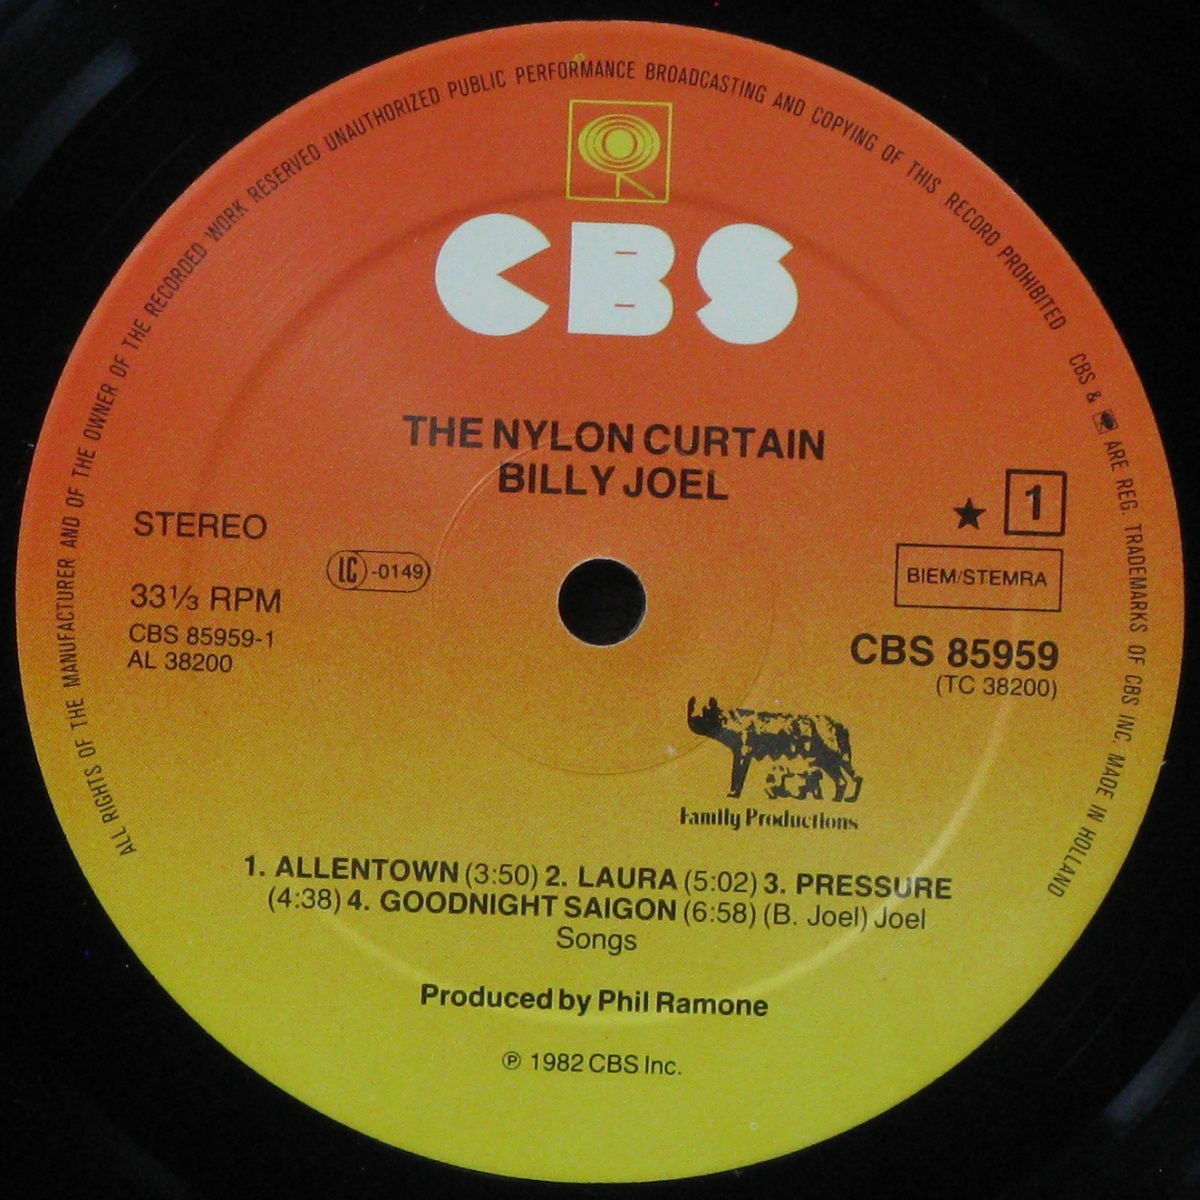 ALL RIGHTS OF THE MANUFACTURER AND OF THE OWNER OF THE RECORDED WORK RESERVED UNAUTHORIZED PUBLIC PERFORMANCE BROADCASTING AND COPYING OF THIS RECORD PROHIBITED CBS & ARE REG. TRADEMARKS OF CBS INC. MADE IN HOLLAND
CBS
THE NYLON CURTAIN
BILLY JOEL
STEREO
LC-0149
33⅓ RPM
CBS 85959-1
AL 38200
★ 1
BIEM/STEMRA
CBS 85959
(TC 38200)
Family Productions
1. ALLENTOWN (3:50) 2. LAURA (5:02) 3. PRESSURE
(4:38) 4. GOODNIGHT SAIGON (6:58) (B. Joel) Joel
Songs
Produced by Phil Ramone
℗ 1982 CBS Inc.